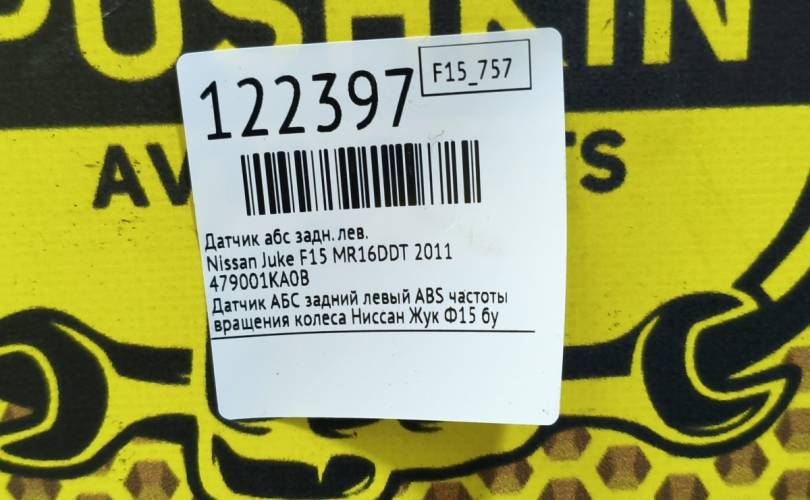 PUSHKIN
122397
F15_757
AV
TS
Датчик абс задн. лев.
Nissan Juke F15 MR16DDT 2011
479001KA0B
Датчик АБС задний левый ABS частоты
вращения колеса Ниссан Жук Ф15 бу